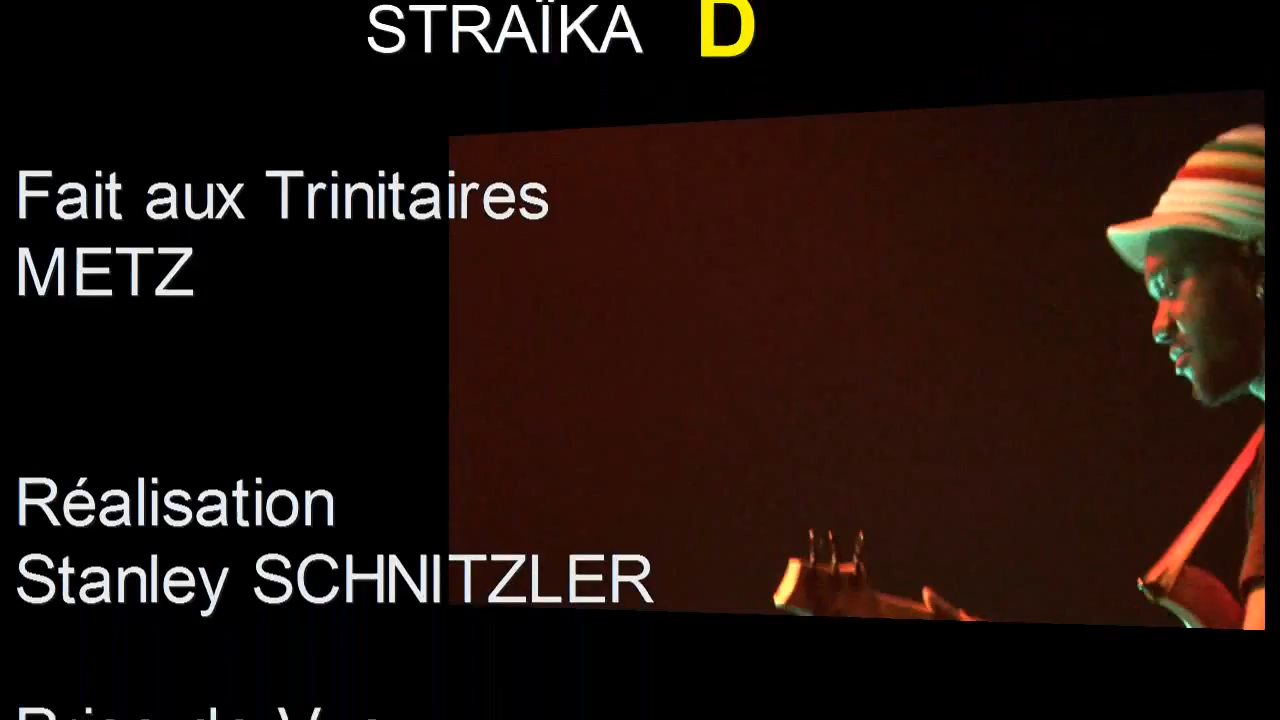 STRAÏKA D
Fait aux Trinitaires
METZ
Réalisation
Stanley SCHNITZLER